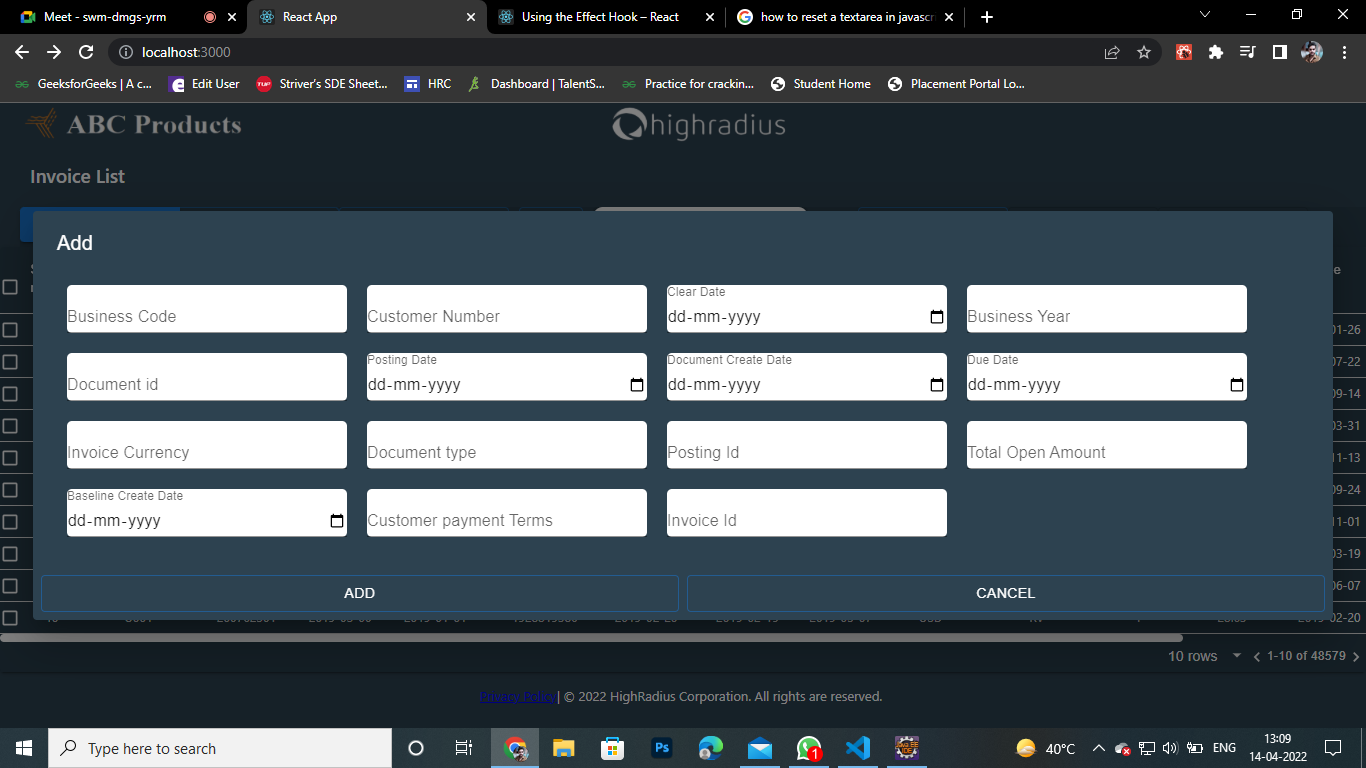 Meet - swm-dmgs-yrm
React App
Using the Effect Hook – React
how to reset a textarea in javascri
localhost:3000
GeeksforGeeks | A c...
Edit User
Striver's SDE Sheet...
HRC
Dashboard | TalentS...
Practice for crackin...
Student Home
Placement Portal Lo...
ABC Products
highradius
Invoice List
Add
Business Code
Customer Number
Clear Date
dd-mm-yyyy
Business Year
Document id
Posting Date
dd-mm-yyyy
Document Create Date
dd-mm-yyyy
Due Date
dd-mm-yyyy
Invoice Currency
Document type
Posting Id
Total Open Amount
Baseline Create Date
dd-mm-yyyy
Customer payment Terms
Invoice Id
ADD
CANCEL
01-26
07-22
09-14
03-31
11-13
09-24
11-01
03-19
06-07
2019-02-20
10 rows
1-10 of 48579
Privacy Policy| © 2022 HighRadius Corporation. All rights are reserved.
Type here to search
Ps
1
40°C
ENG
13:09
14-04-2022